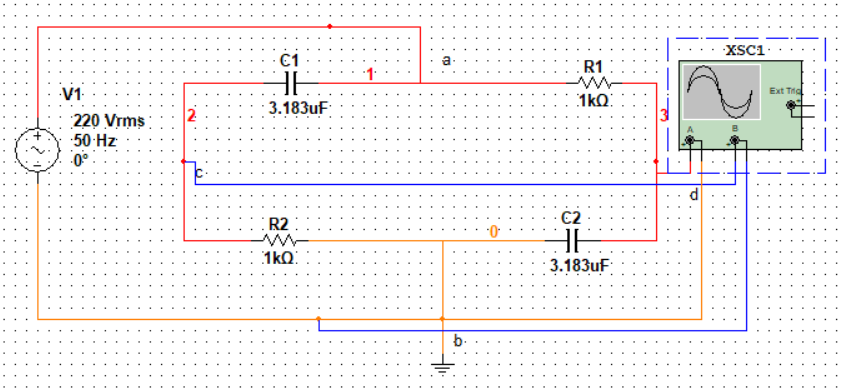 a
C1
1
3.183uF
R1
1kΩ
XSC1
Ext Trig
+
A
B
V1
220 Vrms
50 Hz
0°
2
3
c
d
R2
1kΩ
0
C2
3.183uF
b